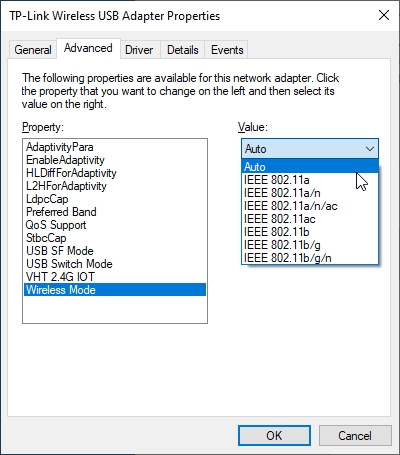 TP-Link Wireless USB Adapter Properties
General Advanced Driver Details Events
The following properties are available for this network adapter. Click
the property that you want to change on the left and then select its
value on the right.
Property:
AdaptivityPara
EnableAdaptivity
HLDiffForAdaptivity
L2HForAdaptivity
LdpcCap
Preferred Band
QoS Support
StbcCap
USB SF Mode
USB Switch Mode
VHT 2.4G IOT
Wireless Mode
Value:
Auto
Auto
IEEE 802.11a
IEEE 802.11a/n
IEEE 802.11a/n/ac
IEEE 802.11ac
IEEE 802.11b
IEEE 802.11b/g
IEEE 802.11b/g/n
OK Cancel